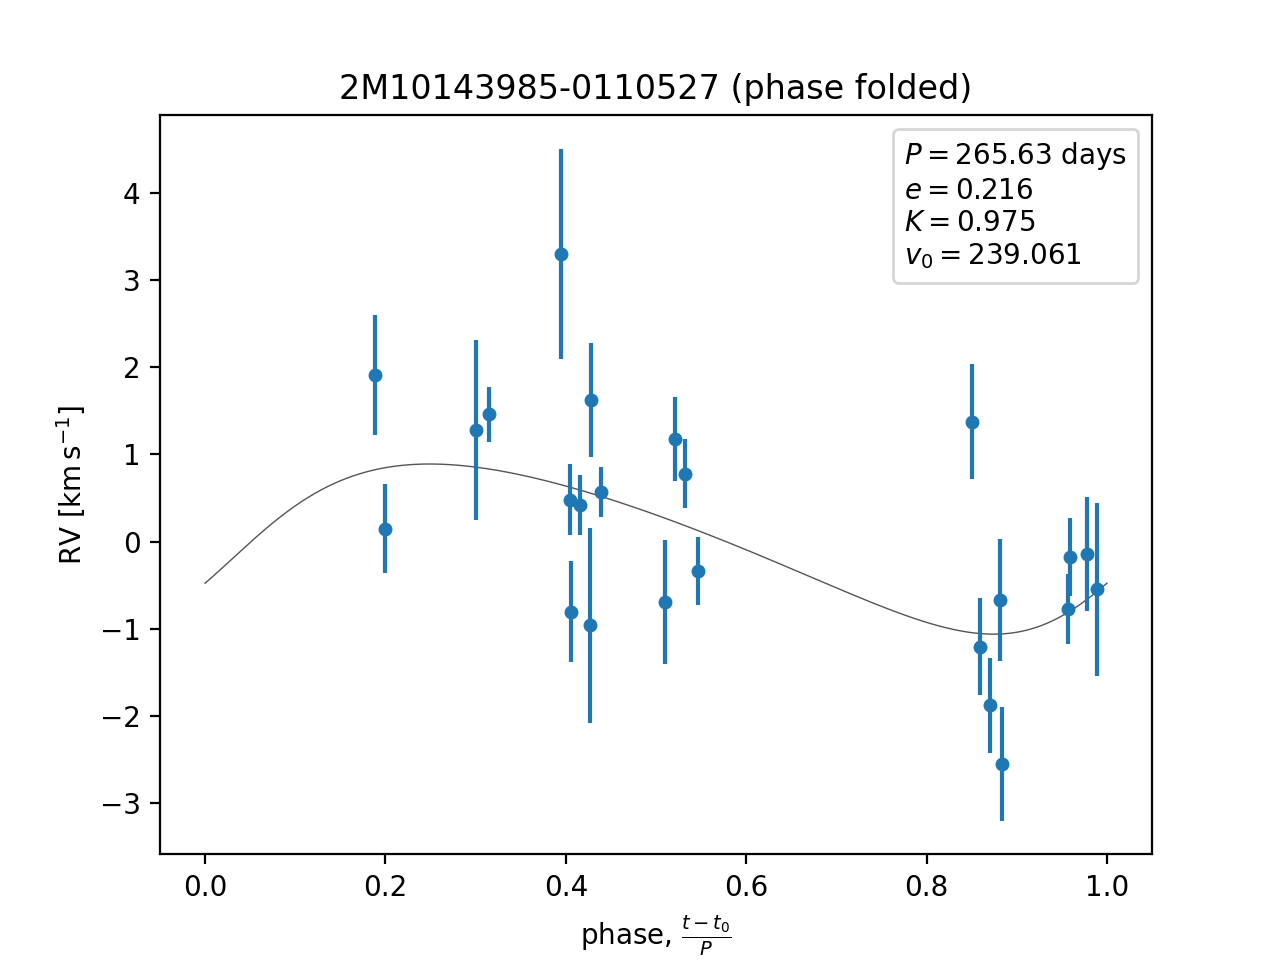 2M10143985-0110527 (phase folded)
P = 265.63 days
e = 0.216
K = 0.975
v₀ = 239.061
RV [km s⁻¹]
4
3
2
1
0
−1
−2
−3
0.0 0.2 0.4 0.6 0.8 1.0
phase, (t − t₀)/P